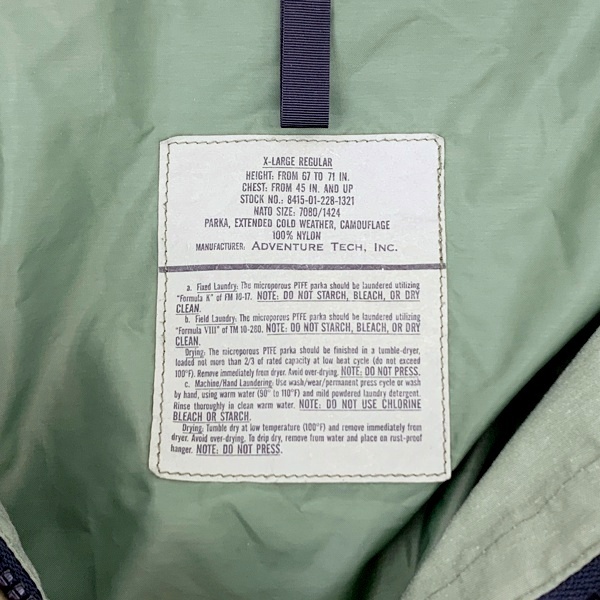 X-LARGE REGULAR
HEIGHT: FROM 67 TO 71 IN.
CHEST: FROM 45 IN. AND UP
STOCK NO.: 8415-01-228-1321
NATO SIZE: 7080/1424
PARKA, EXTENDED COLD WEATHER, CAMOUFLAGE
100% NYLON
MANUFACTURER: ADVENTURE TECH, INC.
a. Fixed Laundry: The microporous PTFE parka should be laundered utilizing
"Formula K" of FM 10-17. NOTE: DO NOT STARCH, BLEACH, OR DRY
CLEAN.
b. Field Laundry: The microporous PTFE parka should be laundered utilizing
"Formula VIII" of TM 10-280. NOTE: DO NOT STARCH, BLEACH, OR DRY
CLEAN.
Drying: The microporous PTFE parka should be finished in a tumble-dryer,
loaded not more than 2/3 of rated capacity at low heat cycle (do not exceed
100°F). Remove immediately from dryer. Avoid over-drying. NOTE: DO NOT PRESS.
c. Machine/Hand Laundering: Use wash/wear/permanent press cycle or wash
by hand, using warm water (90° to 110°F) and mild powdered laundry detergent.
Rinse thoroughly in clean warm water. NOTE: DO NOT USE CHLORINE
BLEACH OR STARCH.
Drying: Tumble dry at low temperature (100°F) and remove immediately from
dryer. Avoid over-drying. To drip dry, remove from water and place on rust-proof
hanger. NOTE: DO NOT PRESS.